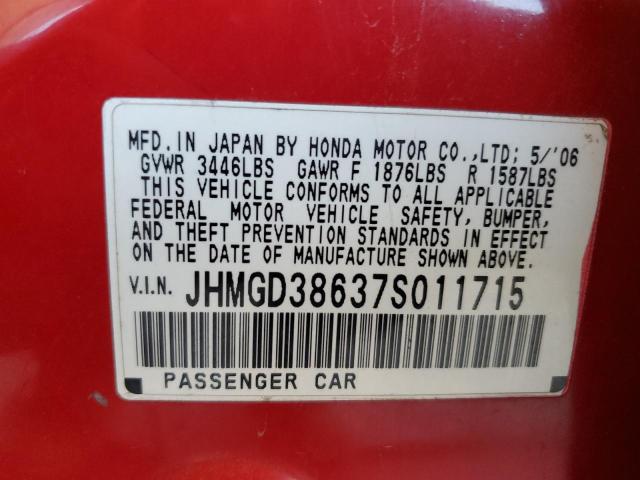 MFD.IN JAPAN BY HONDA MOTOR CO.,LTD; 5/'06
GVWR 3446LBS GAWR F 1876LBS R 1587LBS
THIS VEHICLE CONFORMS TO ALL APPLICABLE
FEDERAL MOTOR VEHICLE SAFETY, BUMPER,
AND THEFT PREVENTION STANDARDS IN EFFECT
ON THE DATE OF MANUFACTURE SHOWN ABOVE.
V.I.N. JHMGD38637S011715
PASSENGER CAR